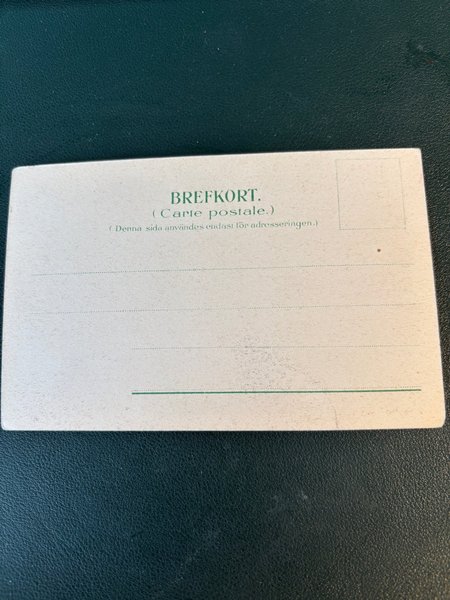 BREFKORT.
(Carte postale.)
(Denna sida användes endast för adresseringen.)